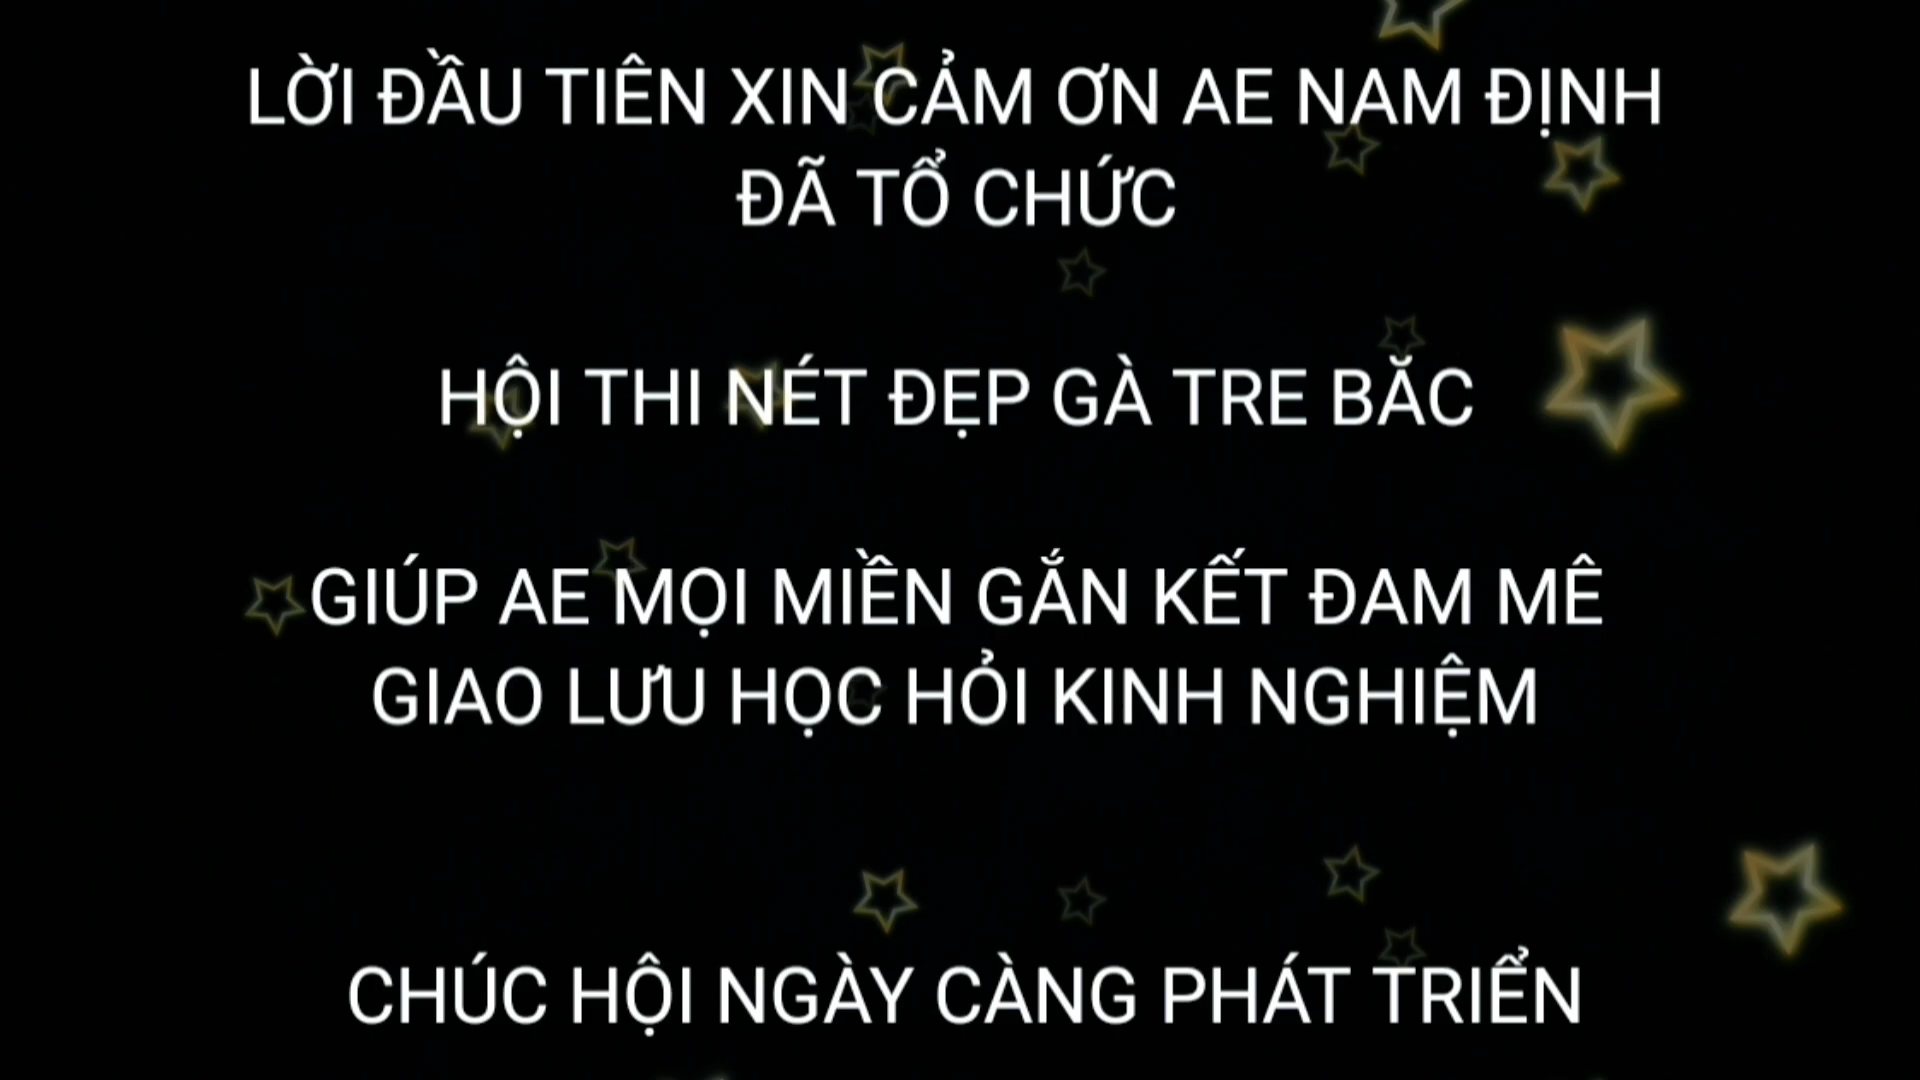 LỜI ĐẦU TIÊN XIN CẢM ƠN AE NAM ĐỊNH
ĐÃ TỔ CHỨC
HỘI THI NÉT ĐẸP GÀ TRE BẮC
GIÚP AE MỌI MIỀN GẮN KẾT ĐAM MÊ
GIAO LƯU HỌC HỎI KINH NGHIỆM
CHÚC HỘI NGÀY CÀNG PHÁT TRIỂN